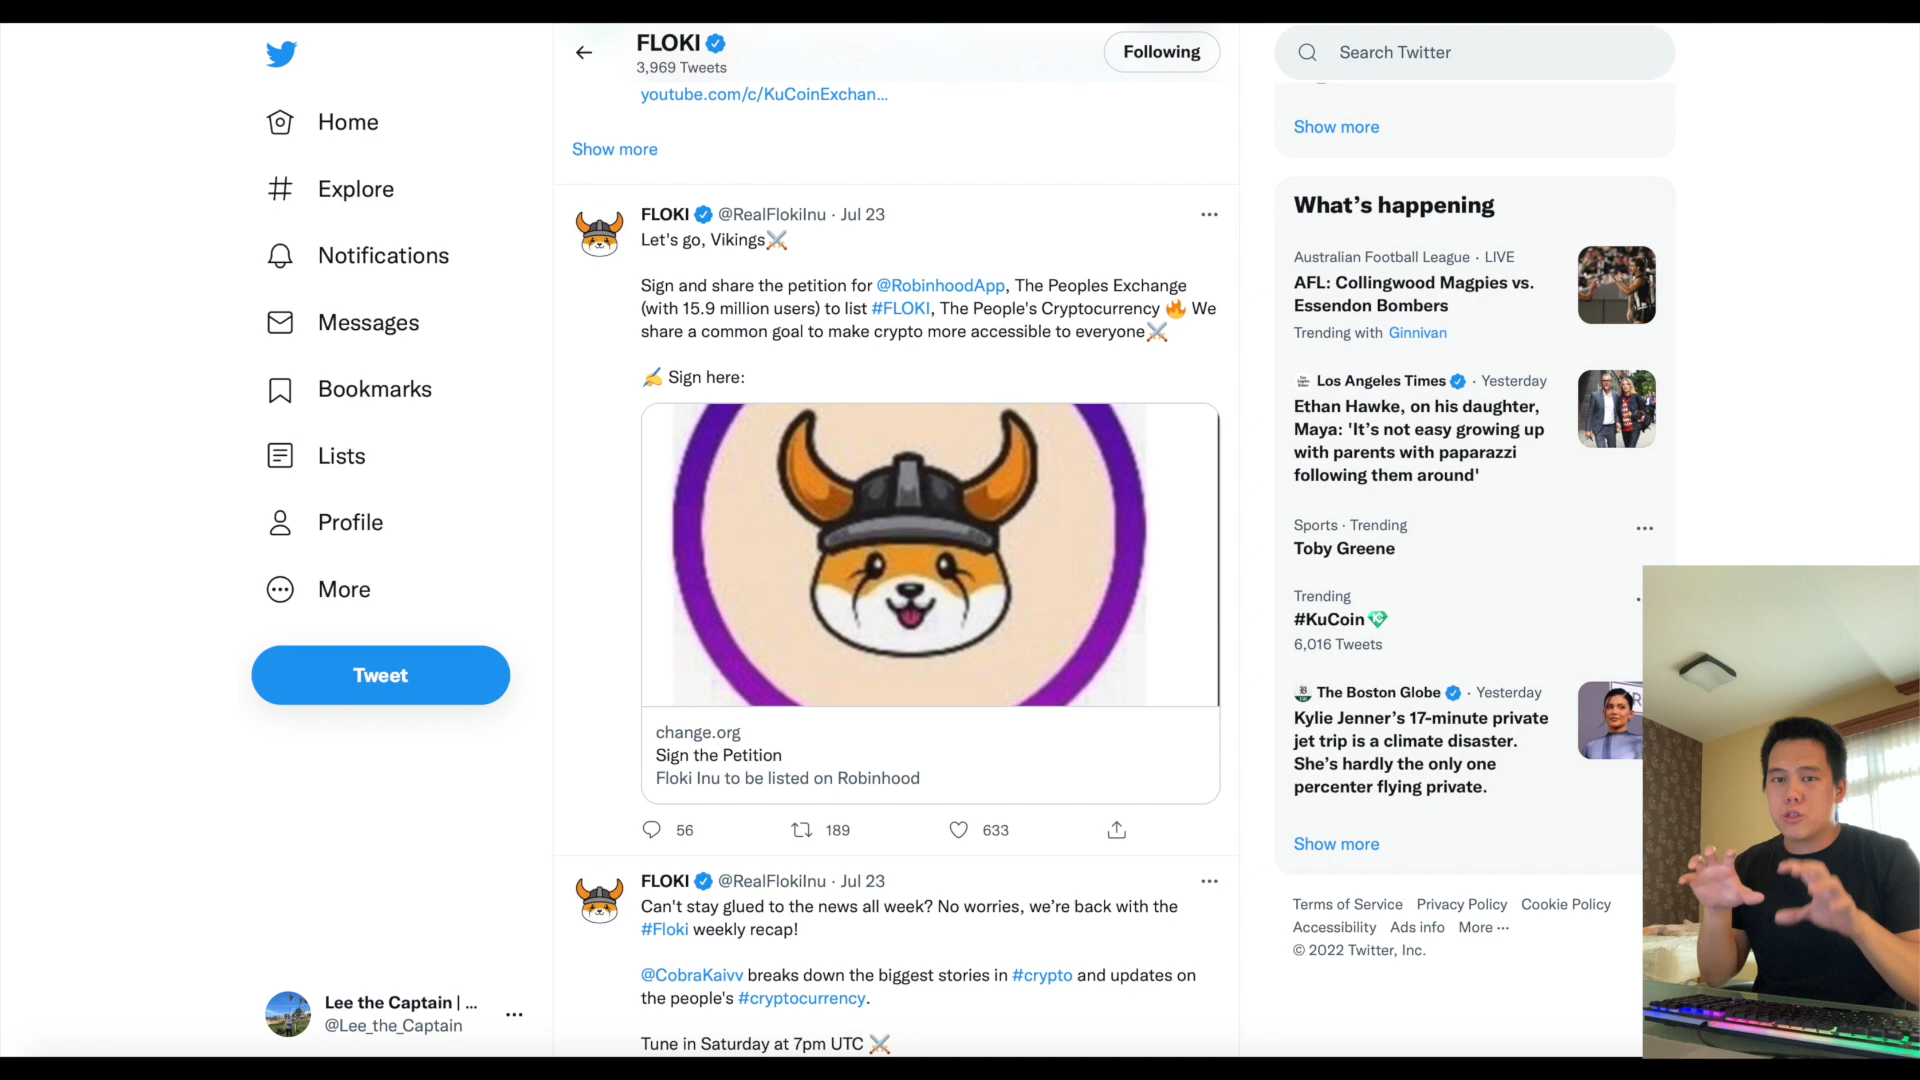 Home
Explore
Notifications
Messages
Bookmarks
Lists
Profile
More
Tweet
Lee the Captain | ...
@Lee_the_Captain
FLOKI
3,969 Tweets
Following
youtube.com/c/KuCoinExchan...
Show more
FLOKI @RealFlokiInu · Jul 23
Let's go, Vikings⚔️
Sign and share the petition for @RobinhoodApp, The Peoples Exchange
(with 15.9 million users) to list #FLOKI, The People's Cryptocurrency 🔥 We
share a common goal to make crypto more accessible to everyone⚔️
✍️ Sign here:
change.org
Sign the Petition
Floki Inu to be listed on Robinhood
56 189 633
FLOKI @RealFlokiInu · Jul 23
Can't stay glued to the news all week? No worries, we're back with the
#Floki weekly recap!
@CobraKaivv breaks down the biggest stories in #crypto and updates on
the people's #cryptocurrency.
Tune in Saturday at 7pm UTC ⚔️
Search Twitter
Show more
What's happening
Australian Football League · LIVE
AFL: Collingwood Magpies vs.
Essendon Bombers
Trending with Ginnivan
Los Angeles Times · Yesterday
Ethan Hawke, on his daughter,
Maya: 'It's not easy growing up
with parents with paparazzi
following them around'
Sports · Trending
Toby Greene
Trending
#KuCoin
6,016 Tweets
The Boston Globe · Yesterday
Kylie Jenner's 17-minute private
jet trip is a climate disaster.
She's hardly the only one
percenter flying private.
Show more
Terms of Service Privacy Policy Cookie Policy
Accessibility Ads info More ···
© 2022 Twitter, Inc.